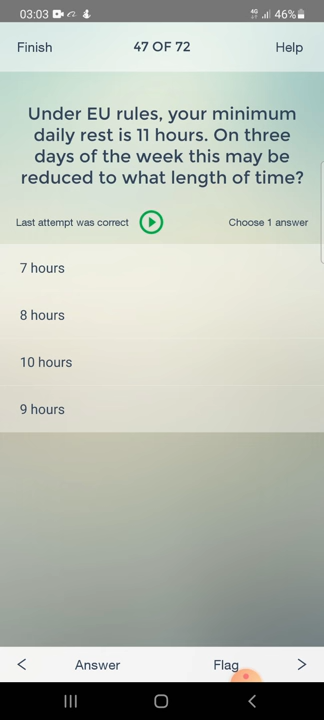 03:03 46%
Finish 47 OF 72 Help
Under EU rules, your minimum
daily rest is 11 hours. On three
days of the week this may be
reduced to what length of time?
Last attempt was correct Choose 1 answer
7 hours
8 hours
10 hours
9 hours
< Answer Flag >